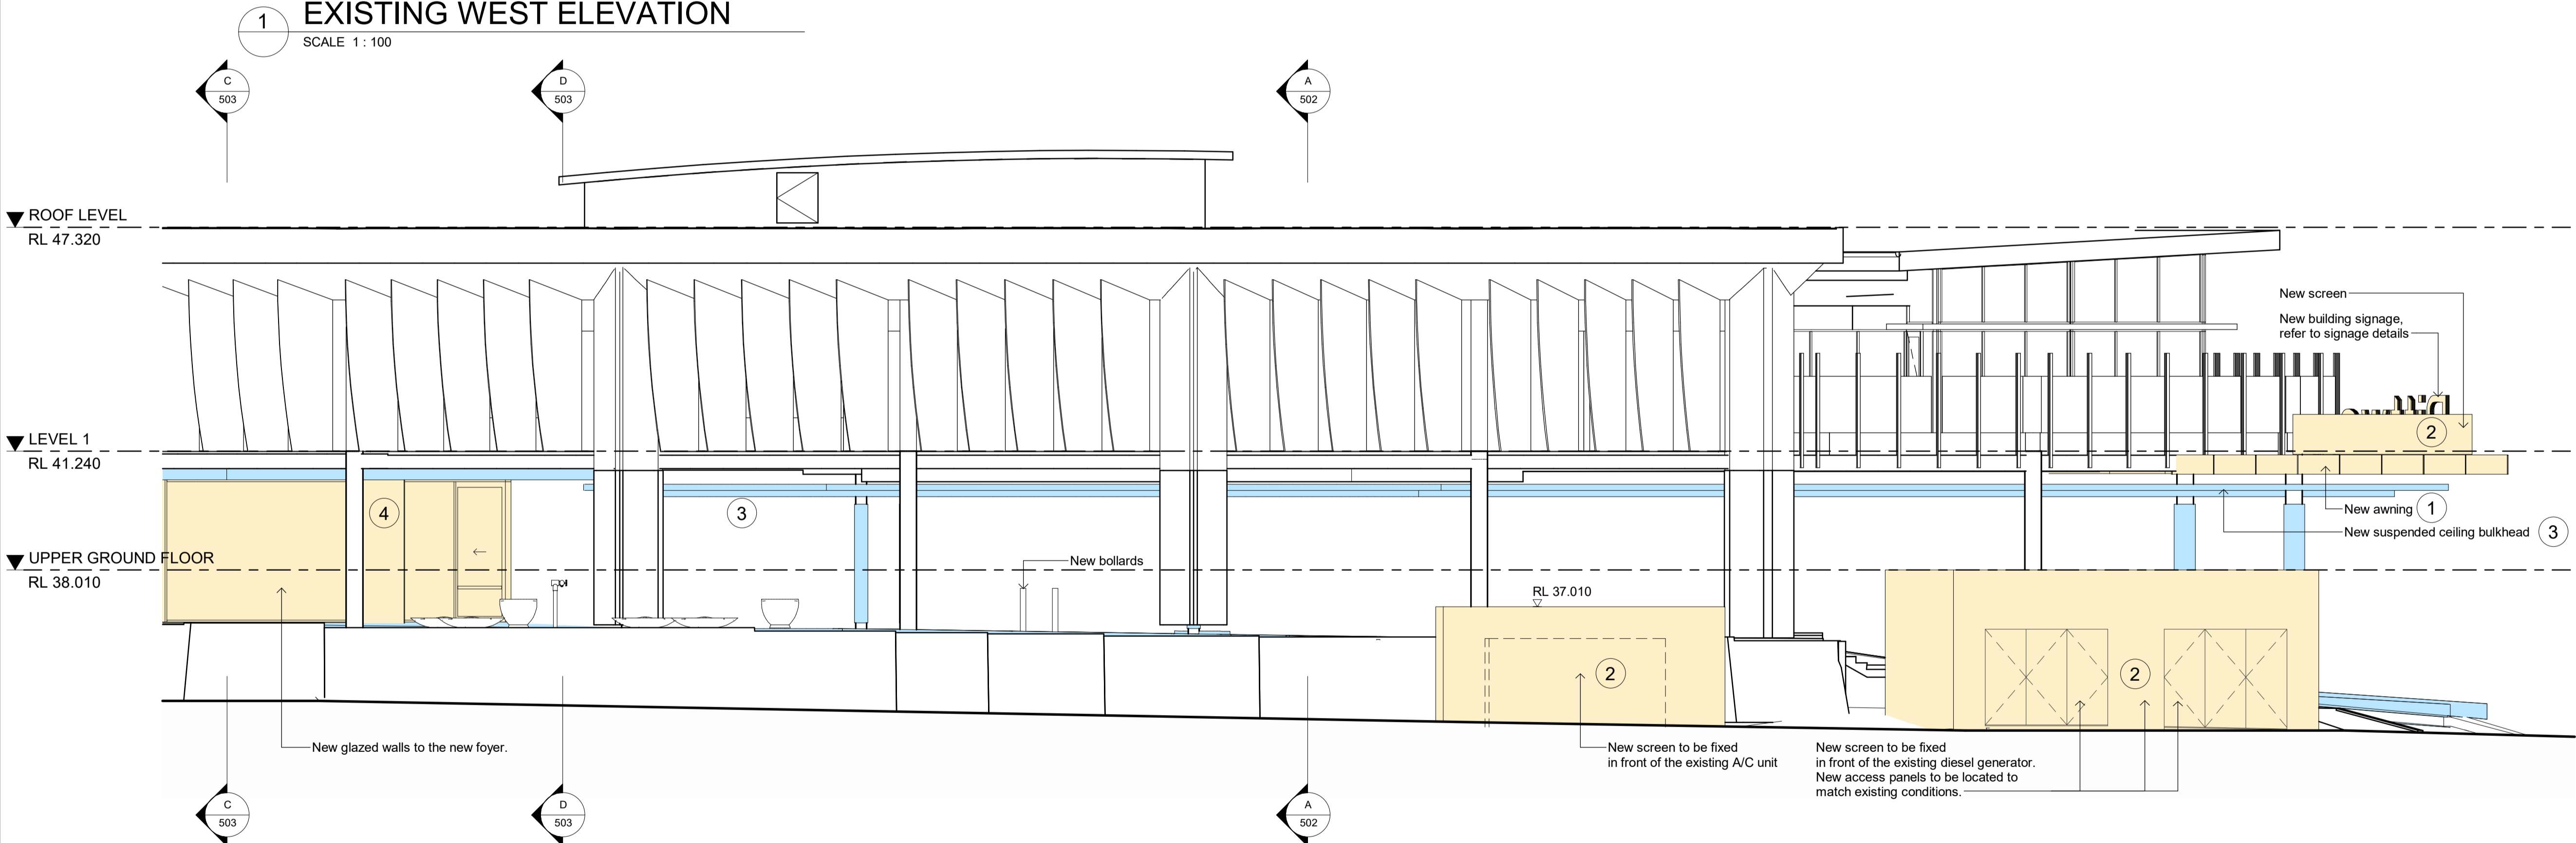 1
EXISTING WEST ELEVATION
SCALE 1 : 100
C
503
D
503
A
502
ROOF LEVEL
RL 47.320
New screen
New building signage,
refer to signage details
2
LEVEL 1
RL 41.240
4
3
New awning
1
New suspended ceiling bulkhead
3
UPPER GROUND FLOOR
RL 38.010
New bollards
RL 37.010
2
2
New glazed walls to the new foyer.
New screen to be fixed
in front of the existing A/C unit
New screen to be fixed
in front of the existing diesel generator.
New access panels to be located to
match existing conditions.
C
503
D
503
A
502